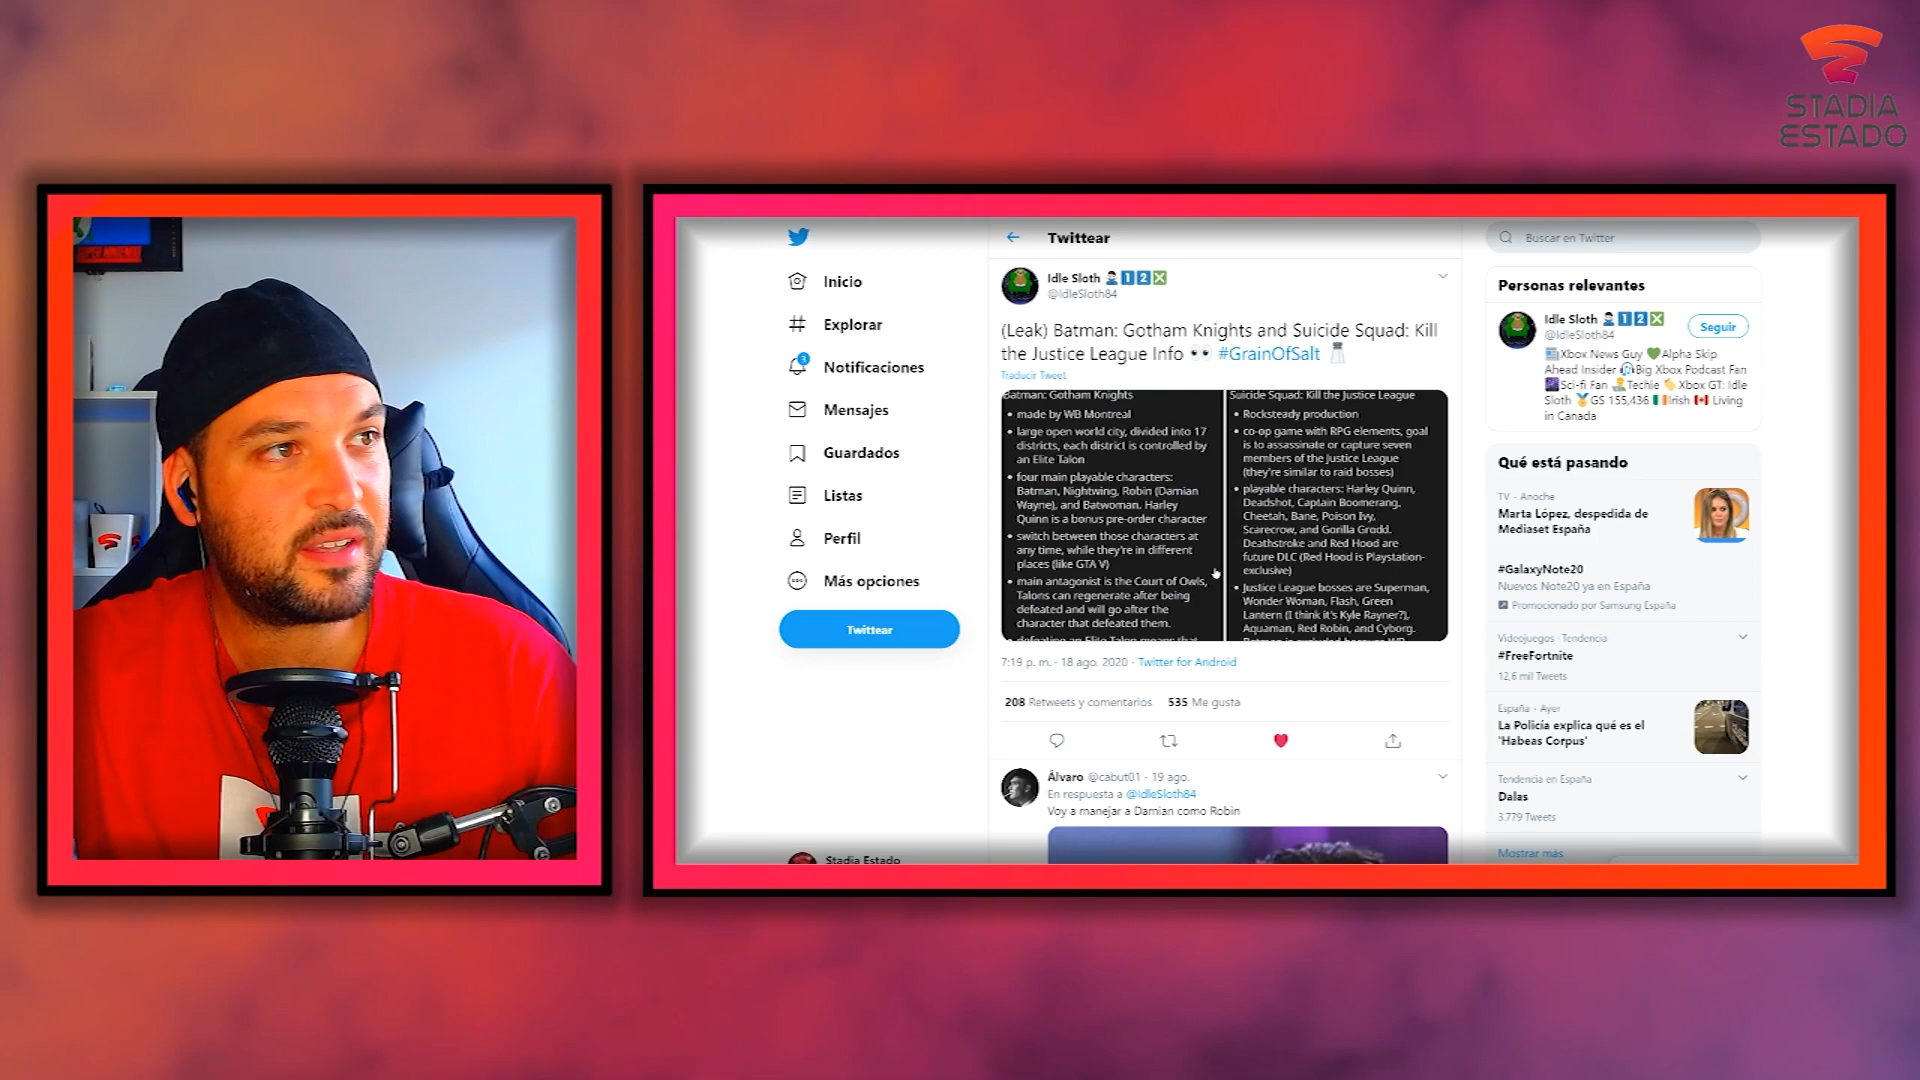 STADIA
ESTADO
SUPER NINTENDO
Inicio
Explorar
3
Notificaciones
Mensajes
Guardados
Listas
Perfil
Más opciones
Twittear
Stadia Estado
Twittear
Idle Sloth 1 2 X
@IdleSloth84
(Leak) Batman: Gotham Knights and Suicide Squad: Kill
the Justice League Info 👀 #GrainOfSalt
Traducir Tweet
Batman: Gotham Knights
• made by WB Montreal
• large open world city, divided into 17
districts, each district is controlled by
an Elite Talon
• four main playable characters:
Batman, Nightwing, Robin (Damian
Wayne), and Batwoman. Harley
Quinn is a bonus pre-order character
• switch between those characters at
any time, while they're in different
places (like GTA V)
• main antagonist is the Court of Owls,
Talons can regenerate after being
defeated and will go after the
character that defeated them.
defeating an Elite Talon means that
Suicide Squad: Kill the Justice League
• Rocksteady production
• co-op game with RPG elements, goal
is to assassinate or capture seven
members of the Justice League
(they're similar to raid bosses)
• playable characters: Harley Quinn,
Deadshot, Captain Boomerang,
Cheetah, Bane, Poison Ivy,
Scarecrow, and Gorilla Grodd.
Deathstroke and Red Hood are
future DLC (Red Hood is Playstation-
exclusive)
• Justice League bosses are Superman,
Wonder Woman, Flash, Green
Lantern (I think it's Kyle Rayner?),
Aquaman, Red Robin, and Cyborg.
7:19 p. m. · 18 ago. 2020 · Twitter for Android
208 Retweets y comentarios 535 Me gusta
Álvaro @cabut01 · 19 ago.
En respuesta a @IdleSloth84
Voy a manejar a Damian como Robin
Buscar en Twitter
Personas relevantes
Idle Sloth 1 2 X
@IdleSloth84
Seguir
Xbox News Guy 💚Alpha Skip
Ahead Insider 🎧Big Xbox Podcast Fan
Sci-fi Fan Techie Xbox GT: Idle
Sloth 🏅GS 155,436 🇮🇪Irish 🇨🇦 Living
in Canada
Qué está pasando
TV · Anoche
Marta López, despedida de
Mediaset España
#GalaxyNote20
Nuevos Note20 ya en España
Promocionado por Samsung España
Videojuegos · Tendencia
#FreeFortnite
12,6 mil Tweets
España · Ayer
La Policía explica qué es el
'Habeas Corpus'
Tendencia en España
Dalas
3.779 Tweets
Mostrar más